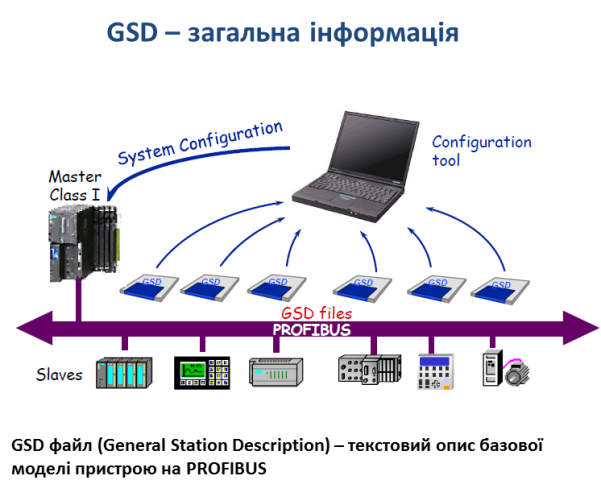 GSD – загальна інформація
System Configuration
Configuration
tool
Master
Class I
GSD
GSD
GSD
GSD
GSD
GSD
GSD files
PROFIBUS
Slaves
GSD файл (General Station Description) – текстовий опис базової
моделі пристрою на PROFIBUS